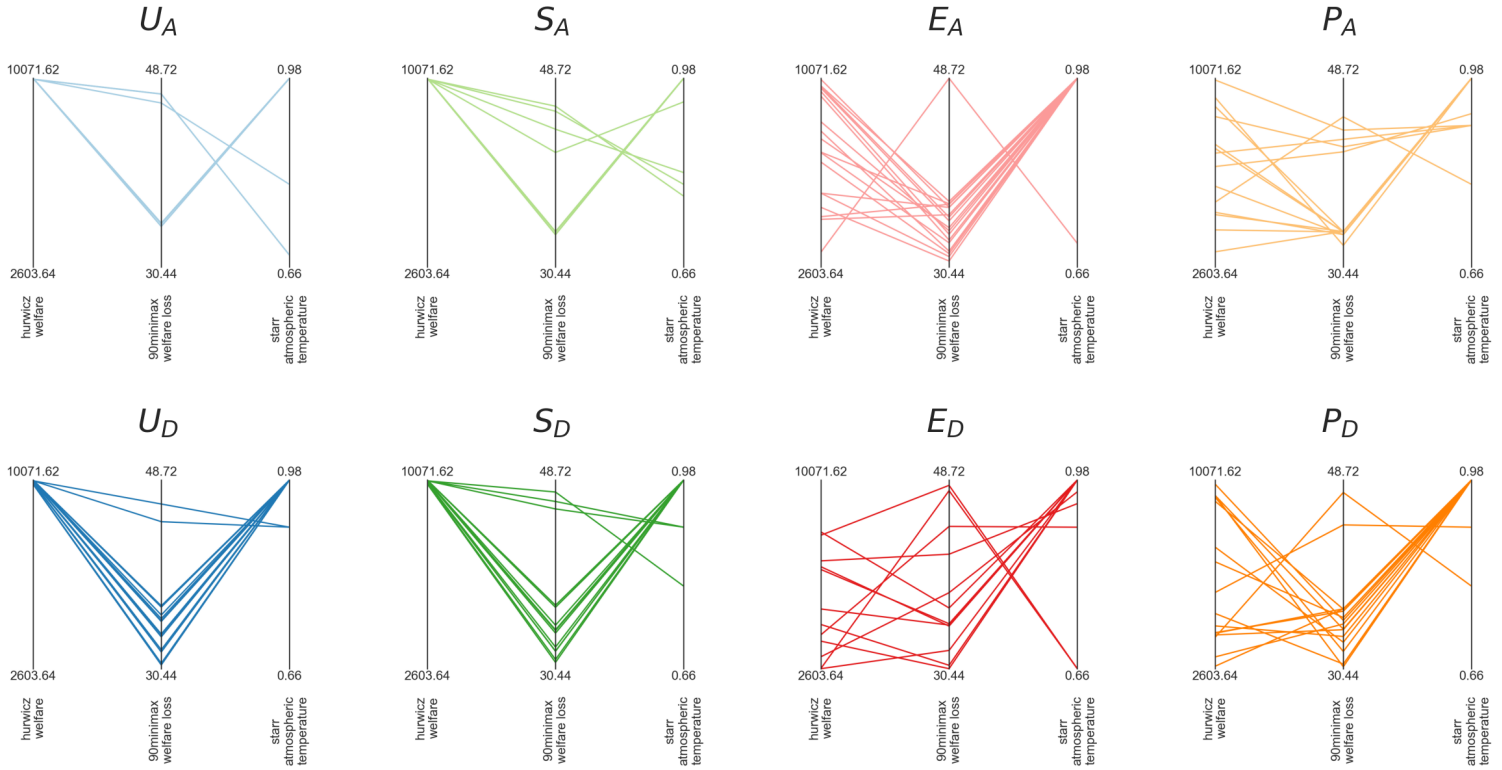 U_A S_A E_A P_A
10071.62 48.72 0.98 10071.62 48.72 0.98 10071.62 48.72 0.98 10071.62 48.72 0.98
2603.64 30.44 0.66 2603.64 30.44 0.66 2603.64 30.44 0.66 2603.64 30.44 0.66
hurwicz
welfare
90minimax
welfare loss
starr
atmospheric
temperature
hurwicz
welfare
90minimax
welfare loss
starr
atmospheric
temperature
hurwicz
welfare
90minimax
welfare loss
starr
atmospheric
temperature
hurwicz
welfare
90minimax
welfare loss
starr
atmospheric
temperature
U_D S_D E_D P_D
10071.62 48.72 0.98 10071.62 48.72 0.98 10071.62 48.72 0.98 10071.62 48.72 0.98
2603.64 30.44 0.66 2603.64 30.44 0.66 2603.64 30.44 0.66 2603.64 30.44 0.66
hurwicz
welfare
90minimax
welfare loss
starr
atmospheric
temperature
hurwicz
welfare
90minimax
welfare loss
starr
atmospheric
temperature
hurwicz
welfare
90minimax
welfare loss
starr
atmospheric
temperature
hurwicz
welfare
90minimax
welfare loss
starr
atmospheric
temperature